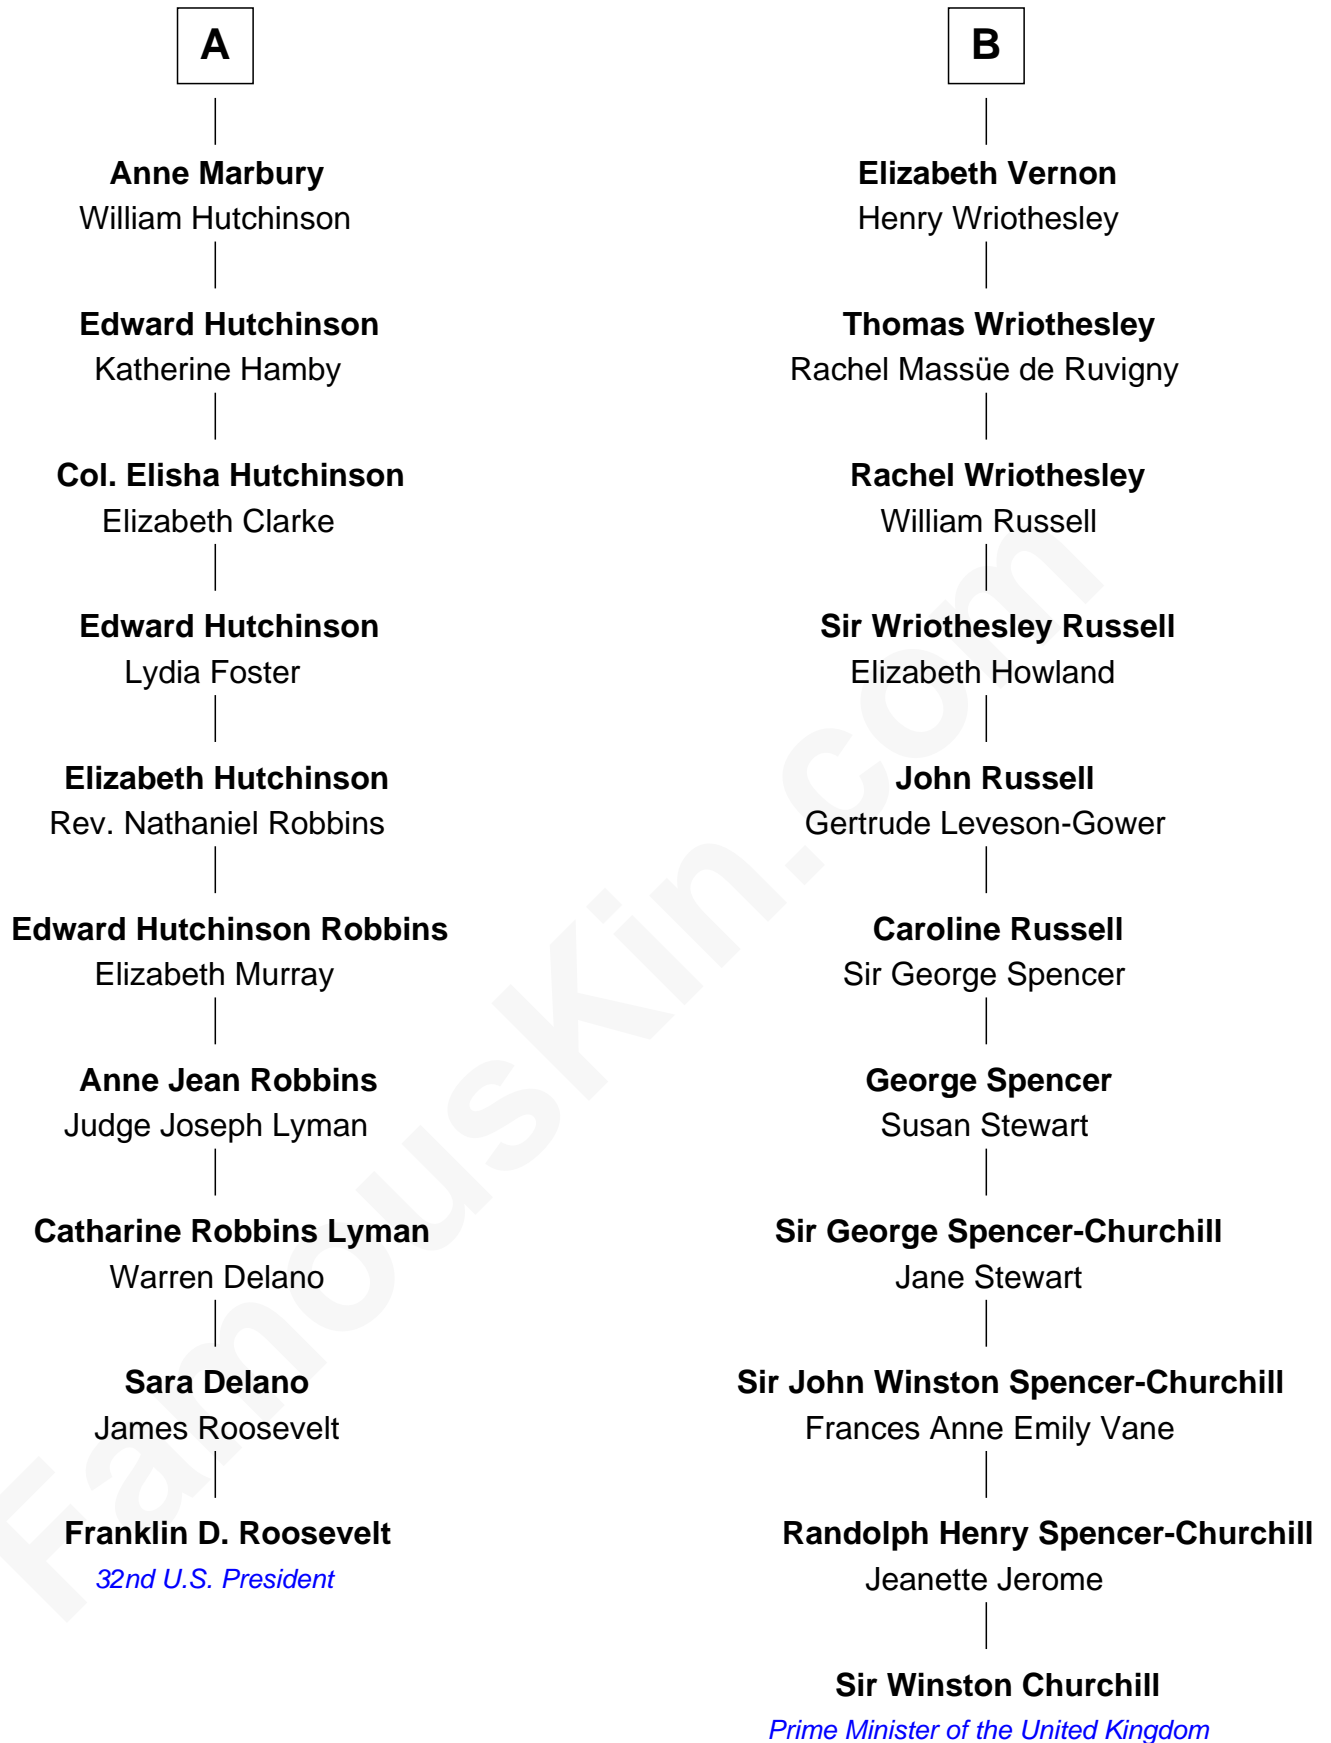 A
Anne Marbury
William Hutchinson
Edward Hutchinson
Katherine Hamby
Col. Elisha Hutchinson
Elizabeth Clarke
Edward Hutchinson
Lydia Foster
Elizabeth Hutchinson
Rev. Nathaniel Robbins
Edward Hutchinson Robbins
Elizabeth Murray
Anne Jean Robbins
Judge Joseph Lyman
Catharine Robbins Lyman
Warren Delano
Sara Delano
James Roosevelt
Franklin D. Roosevelt
32nd U.S. President
B
Elizabeth Vernon
Henry Wriothesley
Thomas Wriothesley
Rachel Massüe de Ruvigny
Rachel Wriothesley
William Russell
Sir Wriothesley Russell
Elizabeth Howland
John Russell
Gertrude Leveson-Gower
Caroline Russell
Sir George Spencer
George Spencer
Susan Stewart
Sir George Spencer-Churchill
Jane Stewart
Sir John Winston Spencer-Churchill
Frances Anne Emily Vane
Randolph Henry Spencer-Churchill
Jeanette Jerome
Sir Winston Churchill
Prime Minister of the United Kingdom
FamousKin.com